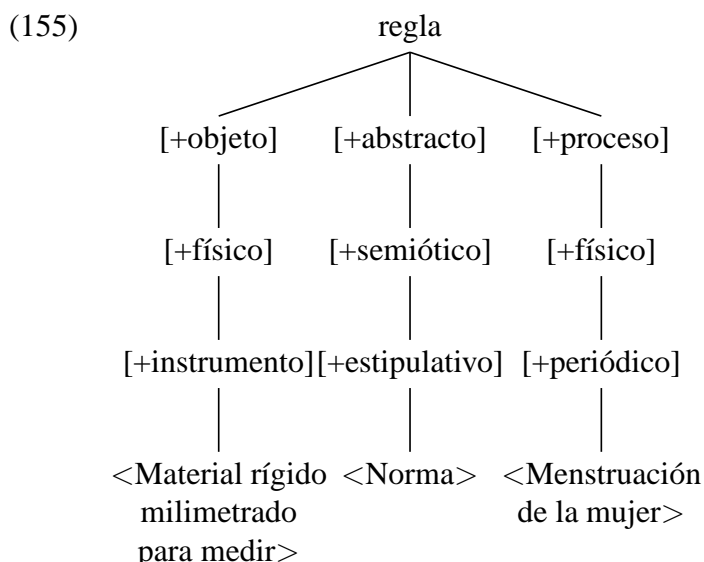 (155) regla
[+objeto] [+abstracto] [+proceso]
[+físico] [+semiótico] [+físico]
[+instrumento][+estipulativo] [+periódico]
<Material rígido <Norma> <Menstruación
milimetrado de la mujer>
para medir>